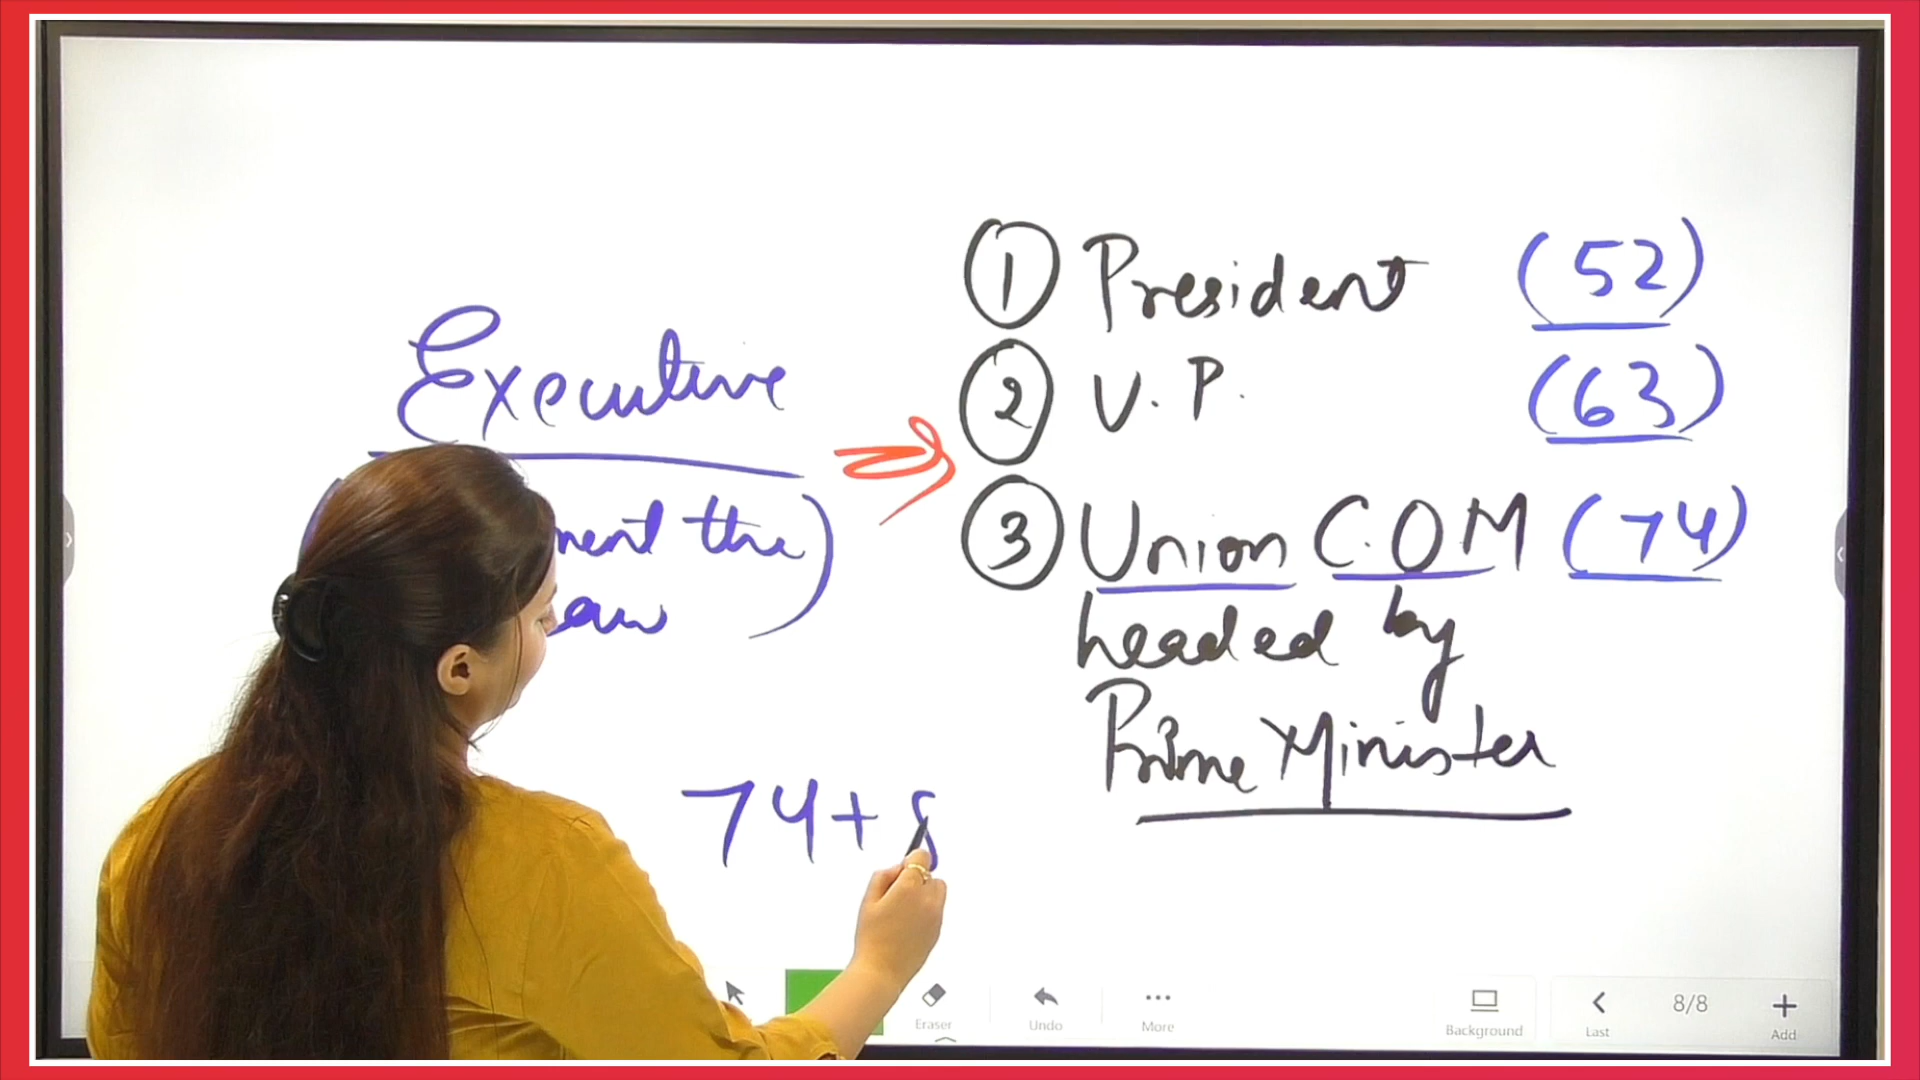 Executive
ment the)
aw
① President (52)
② V.P. (63)
③ Union C.O.M (74)
headed by
Prime Minister
74+8
Eraser
Undo
More
Background
Last
8/8
Add